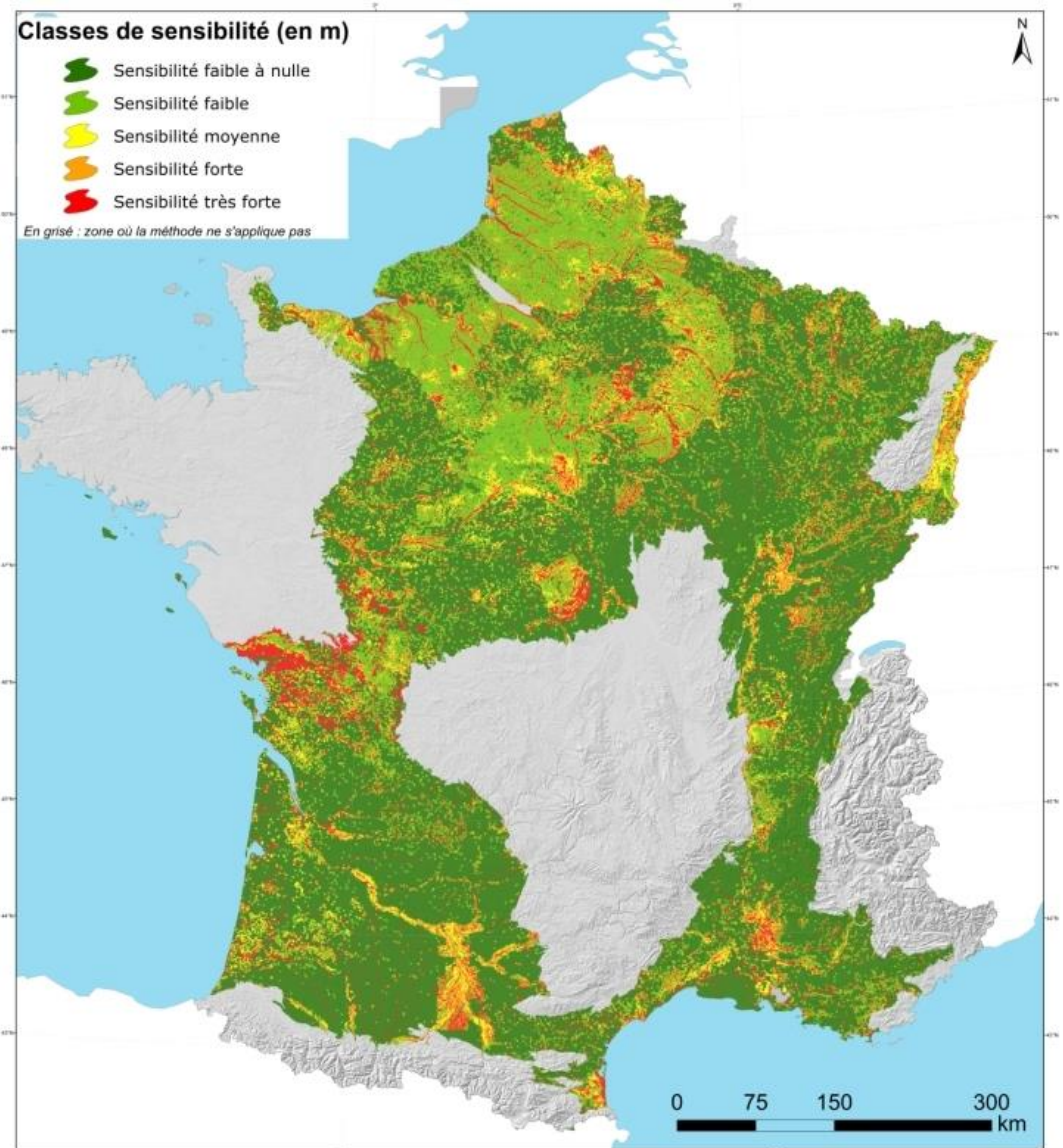 Classes de sensibilité (en m)
Sensibilité faible à nulle
Sensibilité faible
Sensibilité moyenne
Sensibilité forte
Sensibilité très forte
En grisé : zone où la méthode ne s'applique pas
N
0 75 150 300
km